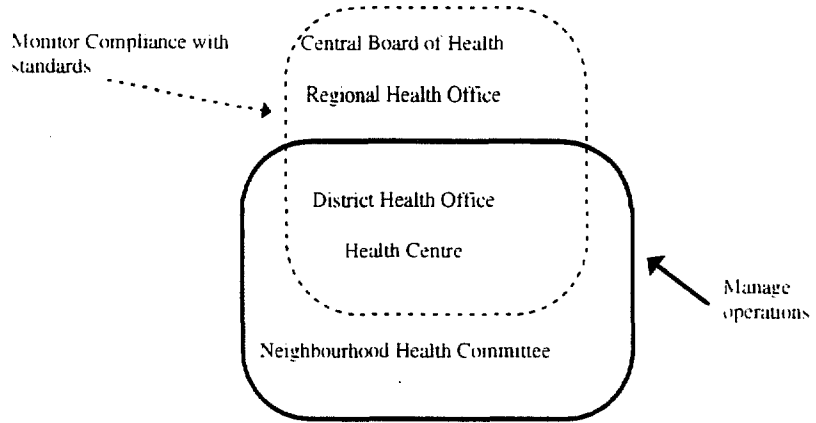 Monitor Compliance with
standards
Central Board of Health
Regional Health Office
District Health Office
Health Centre
Manage
operations
Neighbourhood Health Committee